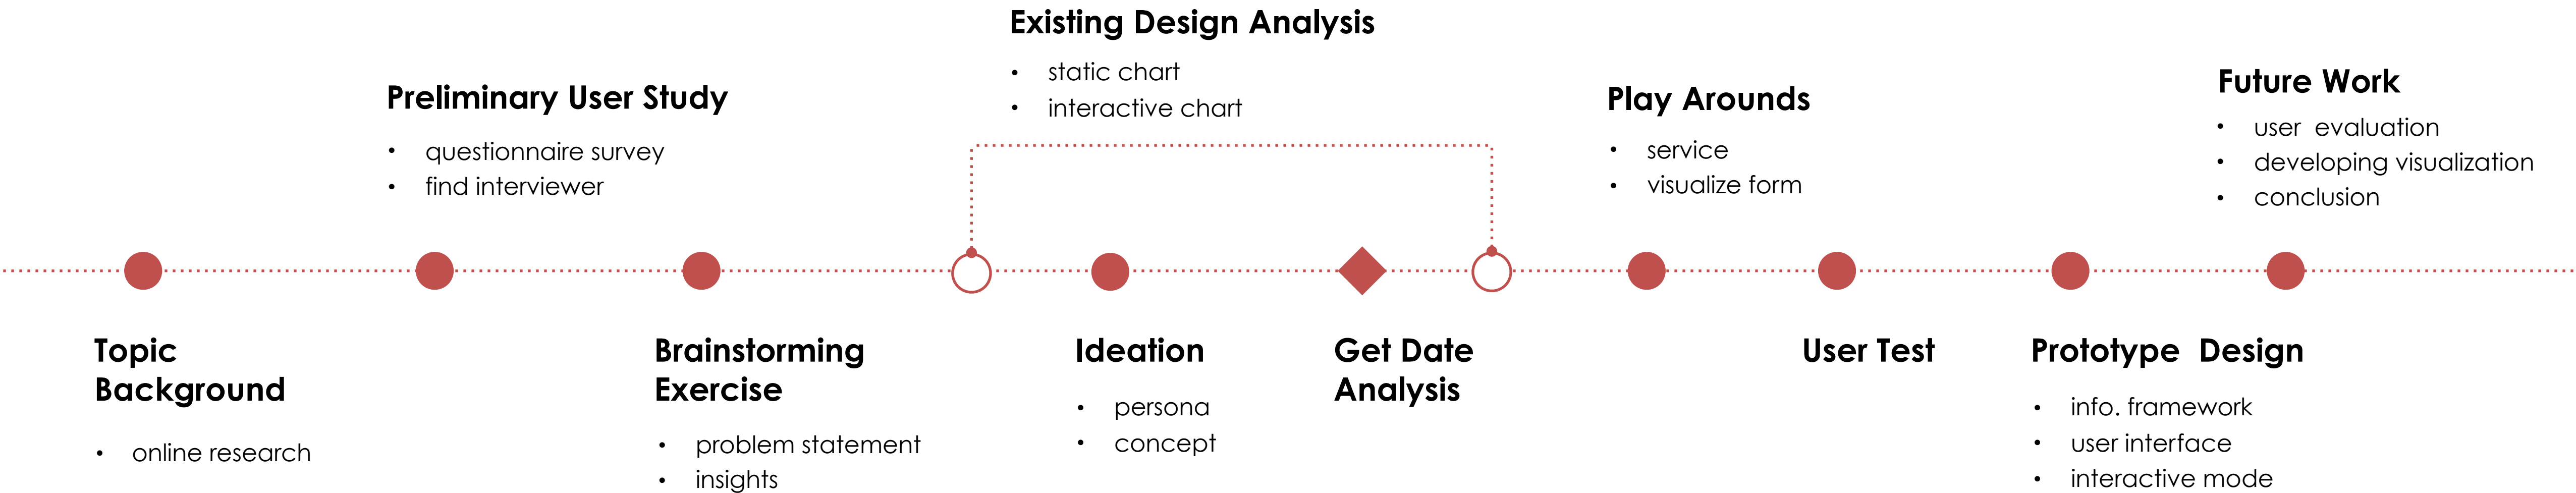 Topic
Background
• online research
Preliminary User Study
• questionnaire survey
• find interviewer
Brainstorming
Exercise
• problem statement
• insights
Existing Design Analysis
• static chart
• interactive chart
Ideation
• persona
• concept
Get Date
Analysis
Play Arounds
• service
• visualize form
User Test
Prototype Design
• info. framework
• user interface
• interactive mode
Future Work
• user evaluation
• developing visualization
• conclusion